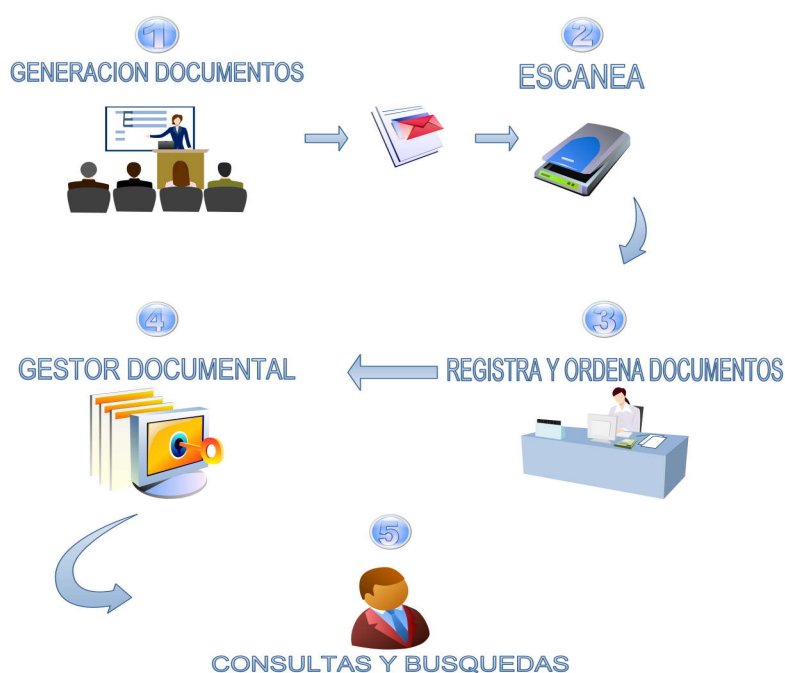 1
GENERACION DOCUMENTOS
2
ESCANEA
3
REGISTRA Y ORDENA DOCUMENTOS
4
GESTOR DOCUMENTAL
5
CONSULTAS Y BUSQUEDAS